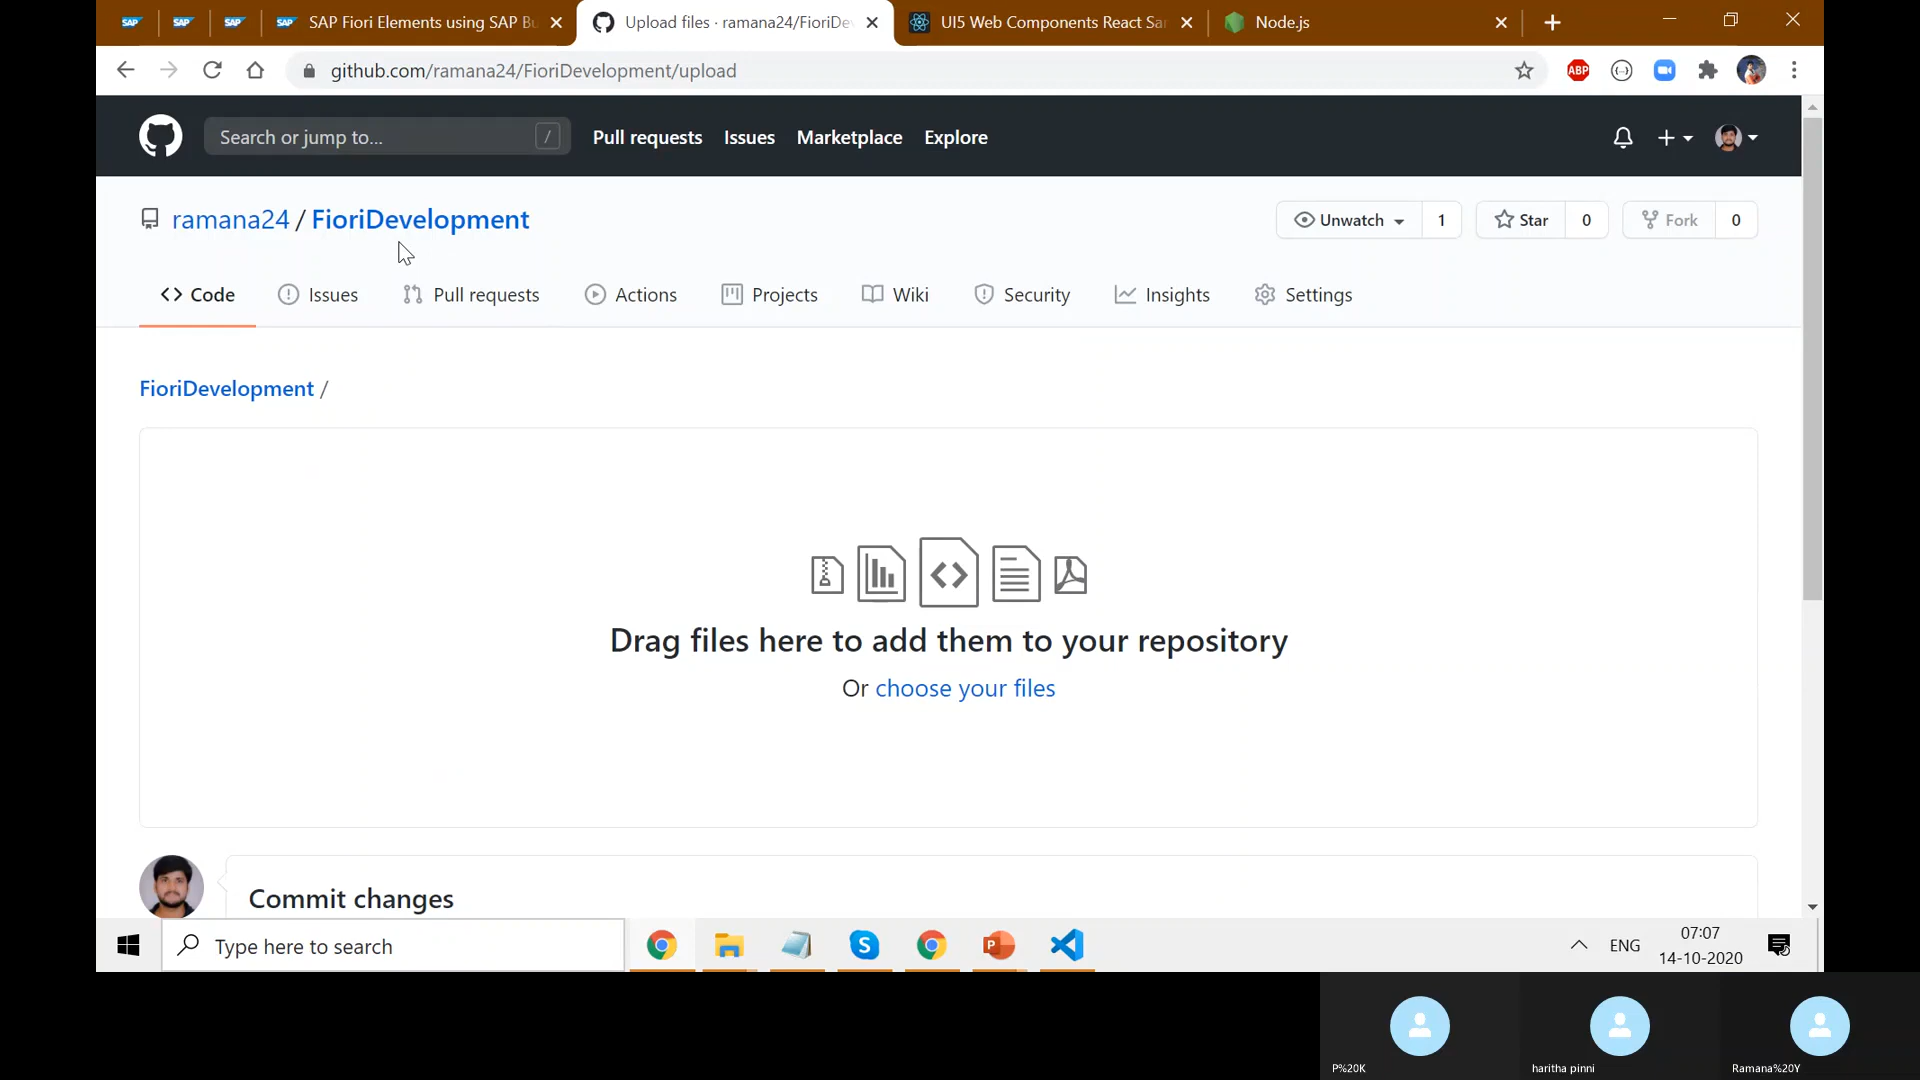 SAP
SAP
SAP
SAP SAP Fiori Elements using SAP Bu
Upload files · ramana24/FioriDe
UI5 Web Components React Sa
Node.js
github.com/ramana24/FioriDevelopment/upload
ABP
Search or jump to... /
Pull requests Issues Marketplace Explore
ramana24 / FioriDevelopment
Unwatch 1 Star 0 Fork 0
Code Issues Pull requests Actions Projects Wiki Security Insights Settings
FioriDevelopment /
Drag files here to add them to your repository
Or choose your files
Commit changes
Type here to search
ENG
07:07
14-10-2020
P%20K
haritha pinni
Ramana%20Y